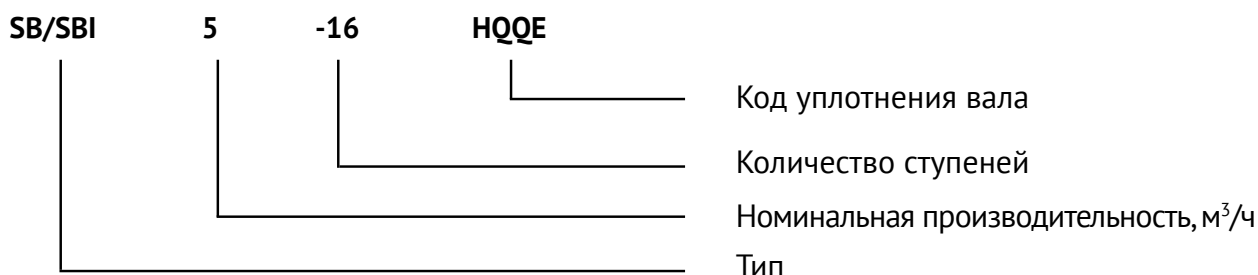 SB/SBI 5 -16 HQQE
Код уплотнения вала
Количество ступеней
Номинальная производительность, м³/ч
Тип